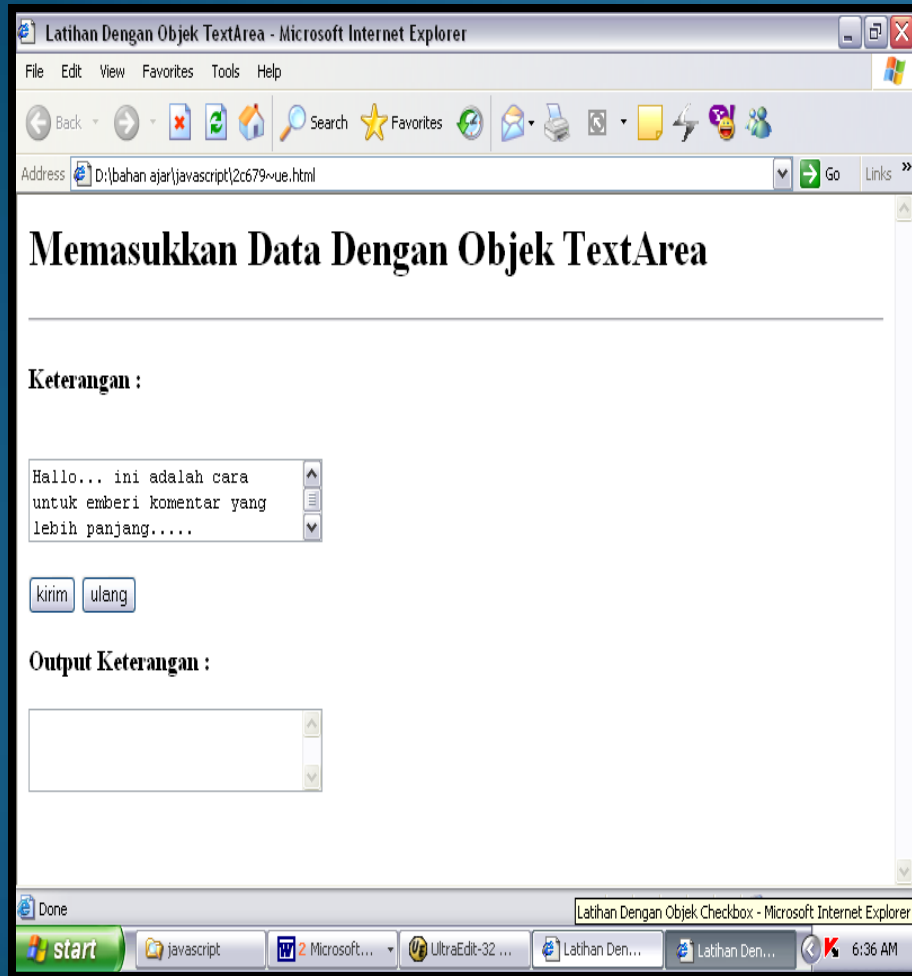 Latihan Dengan Objek TextArea - Microsoft Internet Explorer
File Edit View Favorites Tools Help
Back Search Favorites
Address D:\bahan ajar\javascript\2c679~ue.html Go Links »
Memasukkan Data Dengan Objek TextArea
Keterangan :
Hallo... ini adalah cara
untuk emberi komentar yang
lebih panjang.....
kirim ulang
Output Keterangan :
Done
Latihan Dengan Objek Checkbox - Microsoft Internet Explorer
start javascript 2 Microsoft... UltraEdit-32 ... Latihan Den... Latihan Den... 6:36 AM